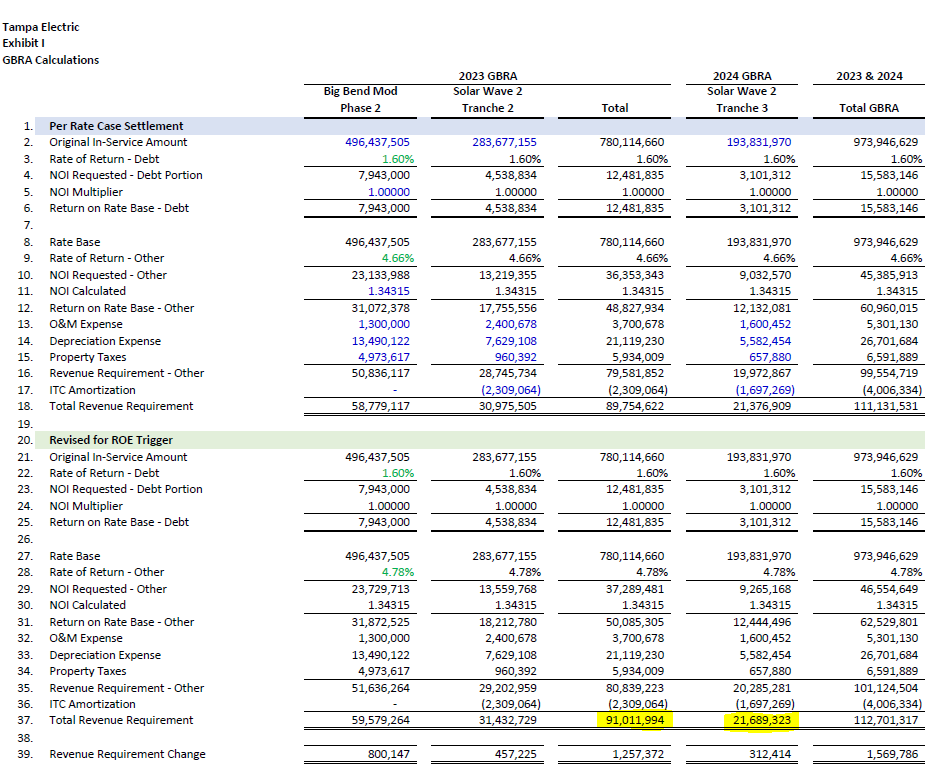 Tampa Electric
Exhibit I
GBRA Calculations
2023 GBRA 2024 GBRA 2023 & 2024
Big Bend Mod Solar Wave 2 Solar Wave 2
Phase 2 Tranche 2 Total Tranche 3 Total GBRA
1. Per Rate Case Settlement
2. Original In-Service Amount 496,437,505 283,677,155 780,114,660 193,831,970 973,946,629
3. Rate of Return - Debt 1.60% 1.60% 1.60% 1.60% 1.60%
4. NOI Requested - Debt Portion 7,943,000 4,538,834 12,481,835 3,101,312 15,583,146
5. NOI Multiplier 1.00000 1.00000 1.00000 1.00000 1.00000
6. Return on Rate Base - Debt 7,943,000 4,538,834 12,481,835 3,101,312 15,583,146
7.
8. Rate Base 496,437,505 283,677,155 780,114,660 193,831,970 973,946,629
9. Rate of Return - Other 4.66% 4.66% 4.66% 4.66% 4.66%
10. NOI Requested - Other 23,133,988 13,219,355 36,353,343 9,032,570 45,385,913
11. NOI Calculated 1.34315 1.34315 1.34315 1.34315 1.34315
12. Return on Rate Base - Other 31,072,378 17,755,556 48,827,934 12,132,081 60,960,015
13. O&M Expense 1,300,000 2,400,678 3,700,678 1,600,452 5,301,130
14. Depreciation Expense 13,490,122 7,629,108 21,119,230 5,582,454 26,701,684
15. Property Taxes 4,973,617 960,392 5,934,009 657,880 6,591,889
16. Revenue Requirement - Other 50,836,117 28,745,734 79,581,852 19,972,867 99,554,719
17. ITC Amortization - (2,309,064) (2,309,064) (1,697,269) (4,006,334)
18. Total Revenue Requirement 58,779,117 30,975,505 89,754,622 21,376,909 111,131,531
19.
20. Revised for ROE Trigger
21. Original In-Service Amount 496,437,505 283,677,155 780,114,660 193,831,970 973,946,629
22. Rate of Return - Debt 1.60% 1.60% 1.60% 1.60% 1.60%
23. NOI Requested - Debt Portion 7,943,000 4,538,834 12,481,835 3,101,312 15,583,146
24. NOI Multiplier 1.00000 1.00000 1.00000 1.00000 1.00000
25. Return on Rate Base - Debt 7,943,000 4,538,834 12,481,835 3,101,312 15,583,146
26.
27. Rate Base 496,437,505 283,677,155 780,114,660 193,831,970 973,946,629
28. Rate of Return - Other 4.78% 4.78% 4.78% 4.78% 4.78%
29. NOI Requested - Other 23,729,713 13,559,768 37,289,481 9,265,168 46,554,649
30. NOI Calculated 1.34315 1.34315 1.34315 1.34315 1.34315
31. Return on Rate Base - Other 31,872,525 18,212,780 50,085,305 12,444,496 62,529,801
32. O&M Expense 1,300,000 2,400,678 3,700,678 1,600,452 5,301,130
33. Depreciation Expense 13,490,122 7,629,108 21,119,230 5,582,454 26,701,684
34. Property Taxes 4,973,617 960,392 5,934,009 657,880 6,591,889
35. Revenue Requirement - Other 51,636,264 29,202,959 80,839,223 20,285,281 101,124,504
36. ITC Amortization - (2,309,064) (2,309,064) (1,697,269) (4,006,334)
37. Total Revenue Requirement 59,579,264 31,432,729 91,011,994 21,689,323 112,701,317
38.
39. Revenue Requirement Change 800,147 457,225 1,257,372 312,414 1,569,786